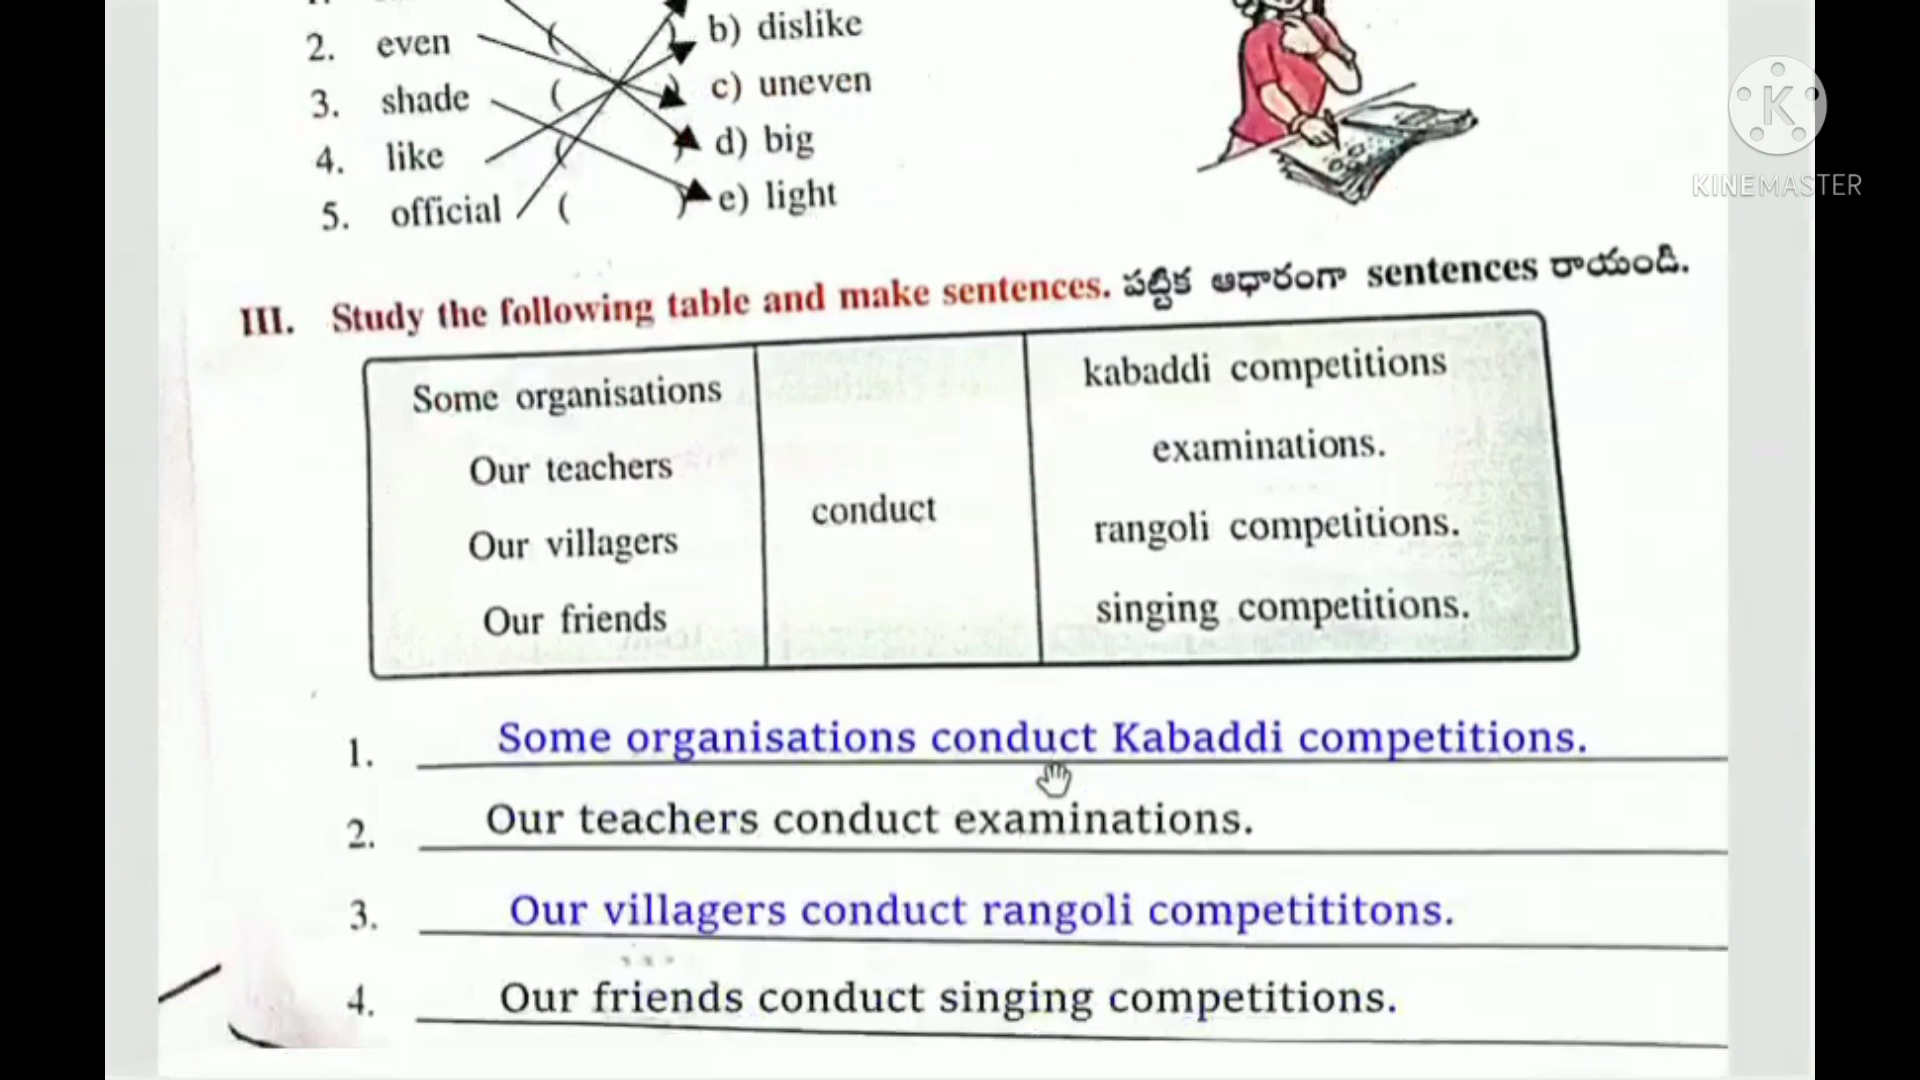 b) dislike
2. even ( )
c) uneven
3. shade ( )
d) big
4. like ( )
e) light
5. official ( )
K
KINEMASTER
III. Study the following table and make sentences. పట్టిక ఆధారంగా sentences రాయండి.
Some organisations
kabaddi competitions
Our teachers
examinations.
conduct
Our villagers
rangoli competitions.
Our friends
singing competitions.
1. Some organisations conduct Kabaddi competitions.
2. Our teachers conduct examinations.
3. Our villagers conduct rangoli competititons.
4. Our friends conduct singing competitions.